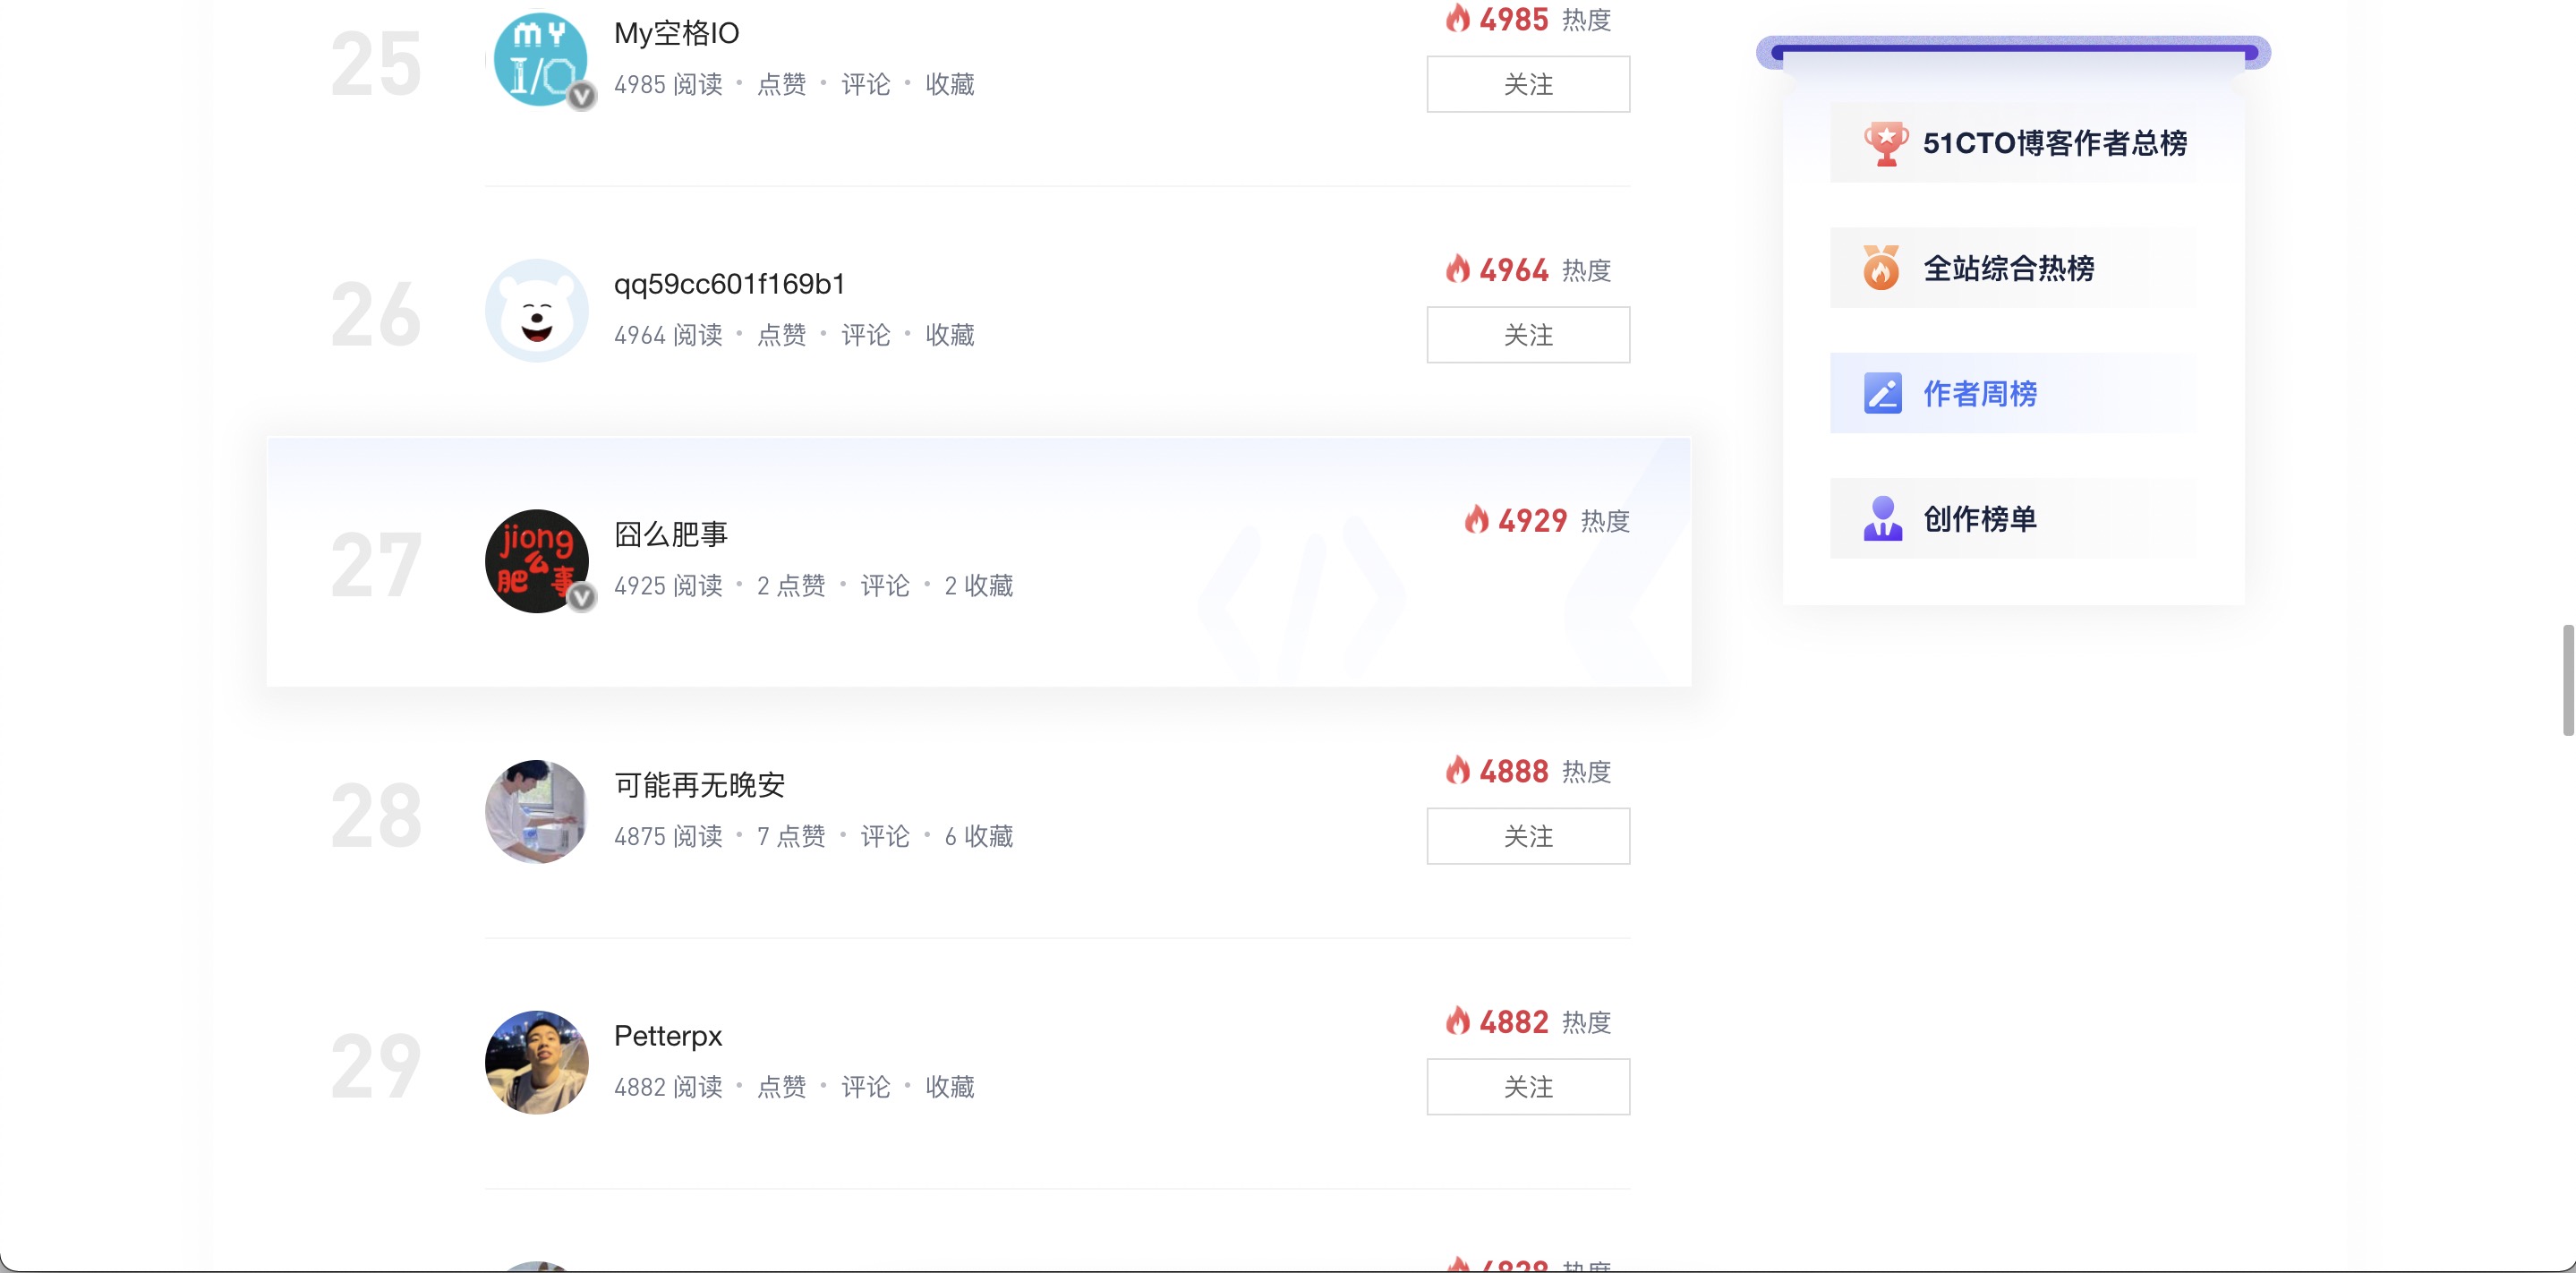 25
MY
I/O
V
My空格IO
4985 阅读 · 点赞 · 评论 · 收藏
4985 热度
关注
26
qq59cc601f169b1
4964 阅读 · 点赞 · 评论 · 收藏
4964 热度
关注
27
jiong
么
肥 事
V
囧么肥事
4925 阅读 · 2 点赞 · 评论 · 2 收藏
4929 热度
28
可能再无晚安
4875 阅读 · 7 点赞 · 评论 · 6 收藏
4888 热度
关注
29
Petterpx
4882 阅读 · 点赞 · 评论 · 收藏
4882 热度
关注
51CTO博客作者总榜
全站综合热榜
作者周榜
创作榜单